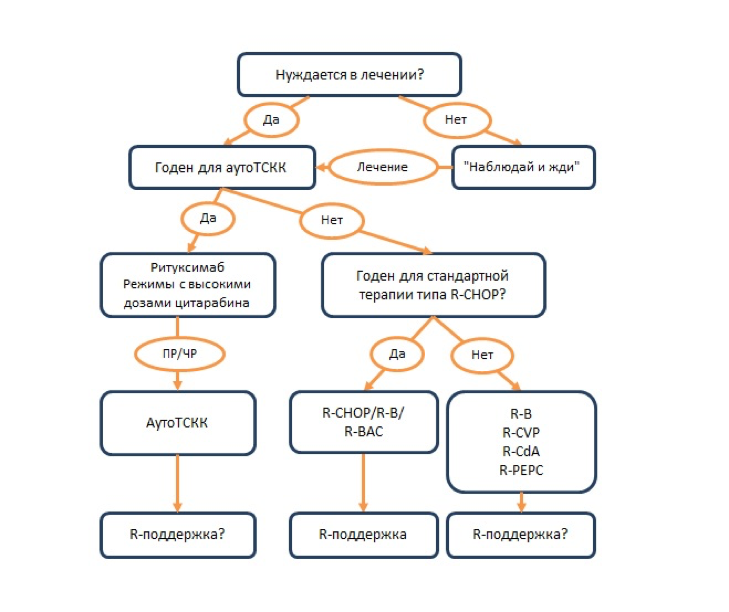 Нуждается в лечении?
Да
Нет
Годен для аутоТСКК
Лечение
"Наблюдай и жди"
Да
Нет
Ритуксимаб
Режимы с высокими
дозами цитарабина
Годен для стандартной
терапии типа R-CHOP?
ПР/ЧР
Да
Нет
АутоТСКК
R-CHOP/R-B/
R-BAC
R-B
R-CVP
R-CdA
R-PEPC
R-поддержка?
R-поддержка
R-поддержка?